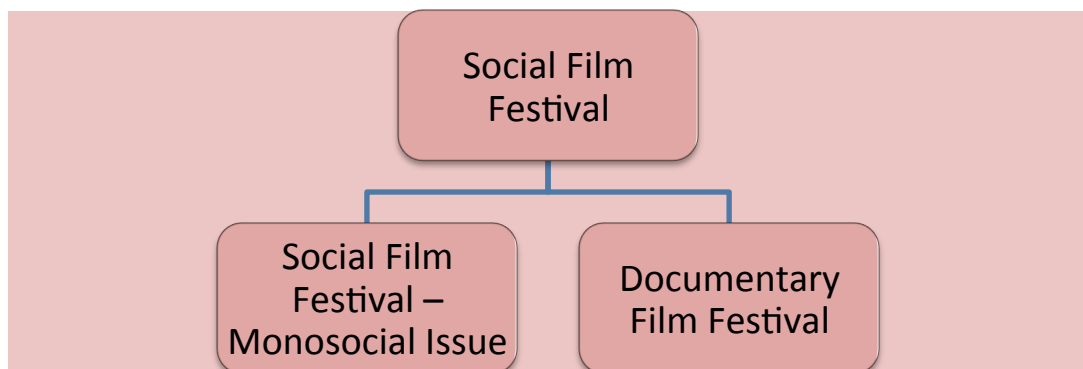 Social Film
Festival
Social Film
Festival –
Monosocial Issue
Documentary
Film Festival